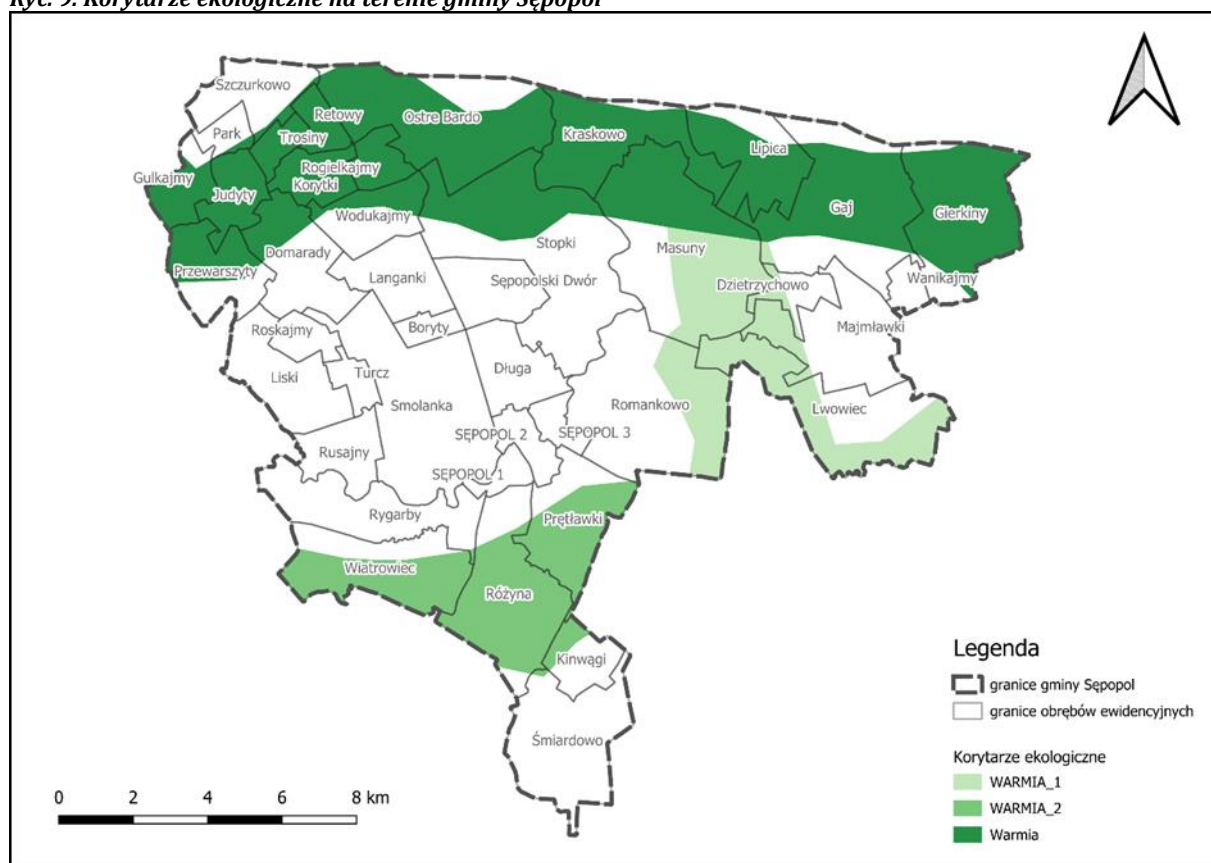 Ryc. 9. Korytarze ekologiczne na terenie gminy Sępopol
Szczurkowo
Park
Retowy
Trosiny
Ostre Bardo
Kraskowo
Lipica
Gulkajmy
Judyty
Rogielkajmy
Korytki
Wodukajmy
Gaj
Gierkiny
Przewarszyty
Domarady
Langanki
Stopki
Sępopolski Dwór
Masuny
Dzietrzychowo
Wanikajmy
Roskajmy
Boryty
Majmławki
Liski
Turcz
Długa
Smolanka
Romankowo
Lwowiec
Rusajny
SĘPOPOL 2
SĘPOPOL 3
SĘPOPOL 1
Rygarby
Prętławki
Wiatrowiec
Różyna
Kinwągi
Śmiardowo
Legenda
granice gminy Sępopol
granice obrębów ewidencyjnych
Korytarze ekologiczne
WARMIA_1
WARMIA_2
Warmia
0 2 4 6 8 km